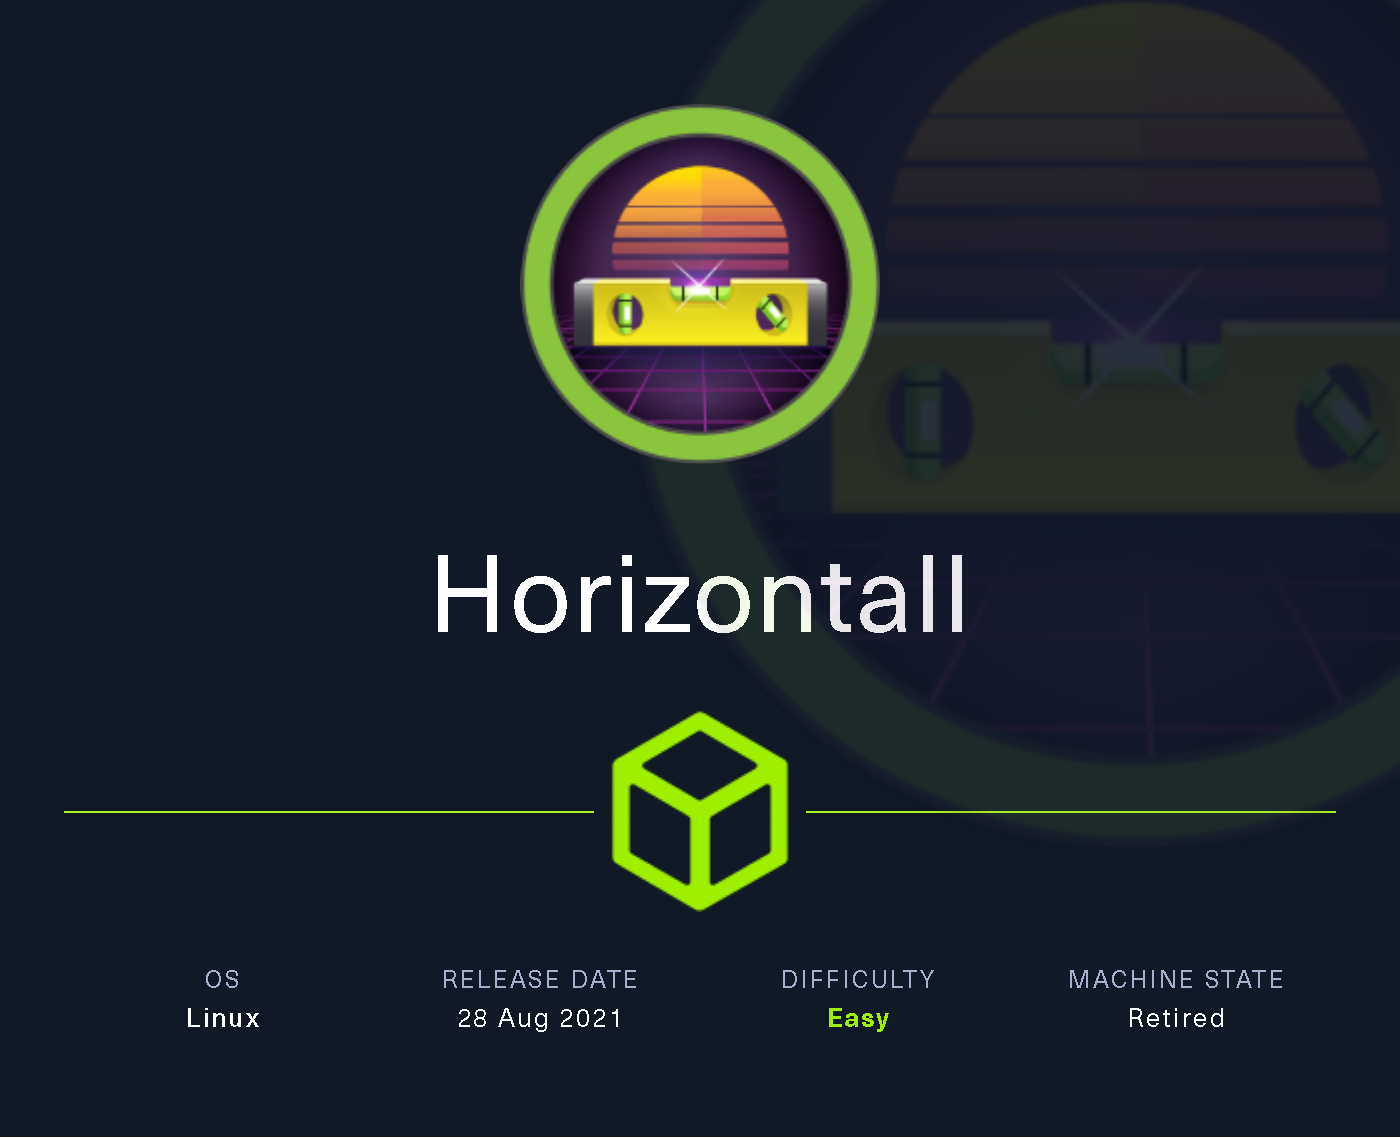 Horizontall
OS
Linux
RELEASE DATE
28 Aug 2021
DIFFICULTY
Easy
MACHINE STATE
Retired